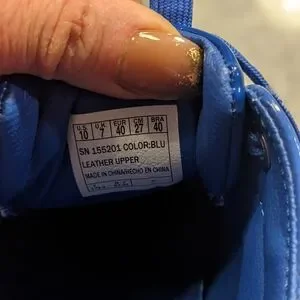 U.S U.K EUR CM BRA
10 7 40 27 40
SN 155201 COLOR:BLU
LEATHER UPPER
MADE IN CHINA/HECHO EN CHINA